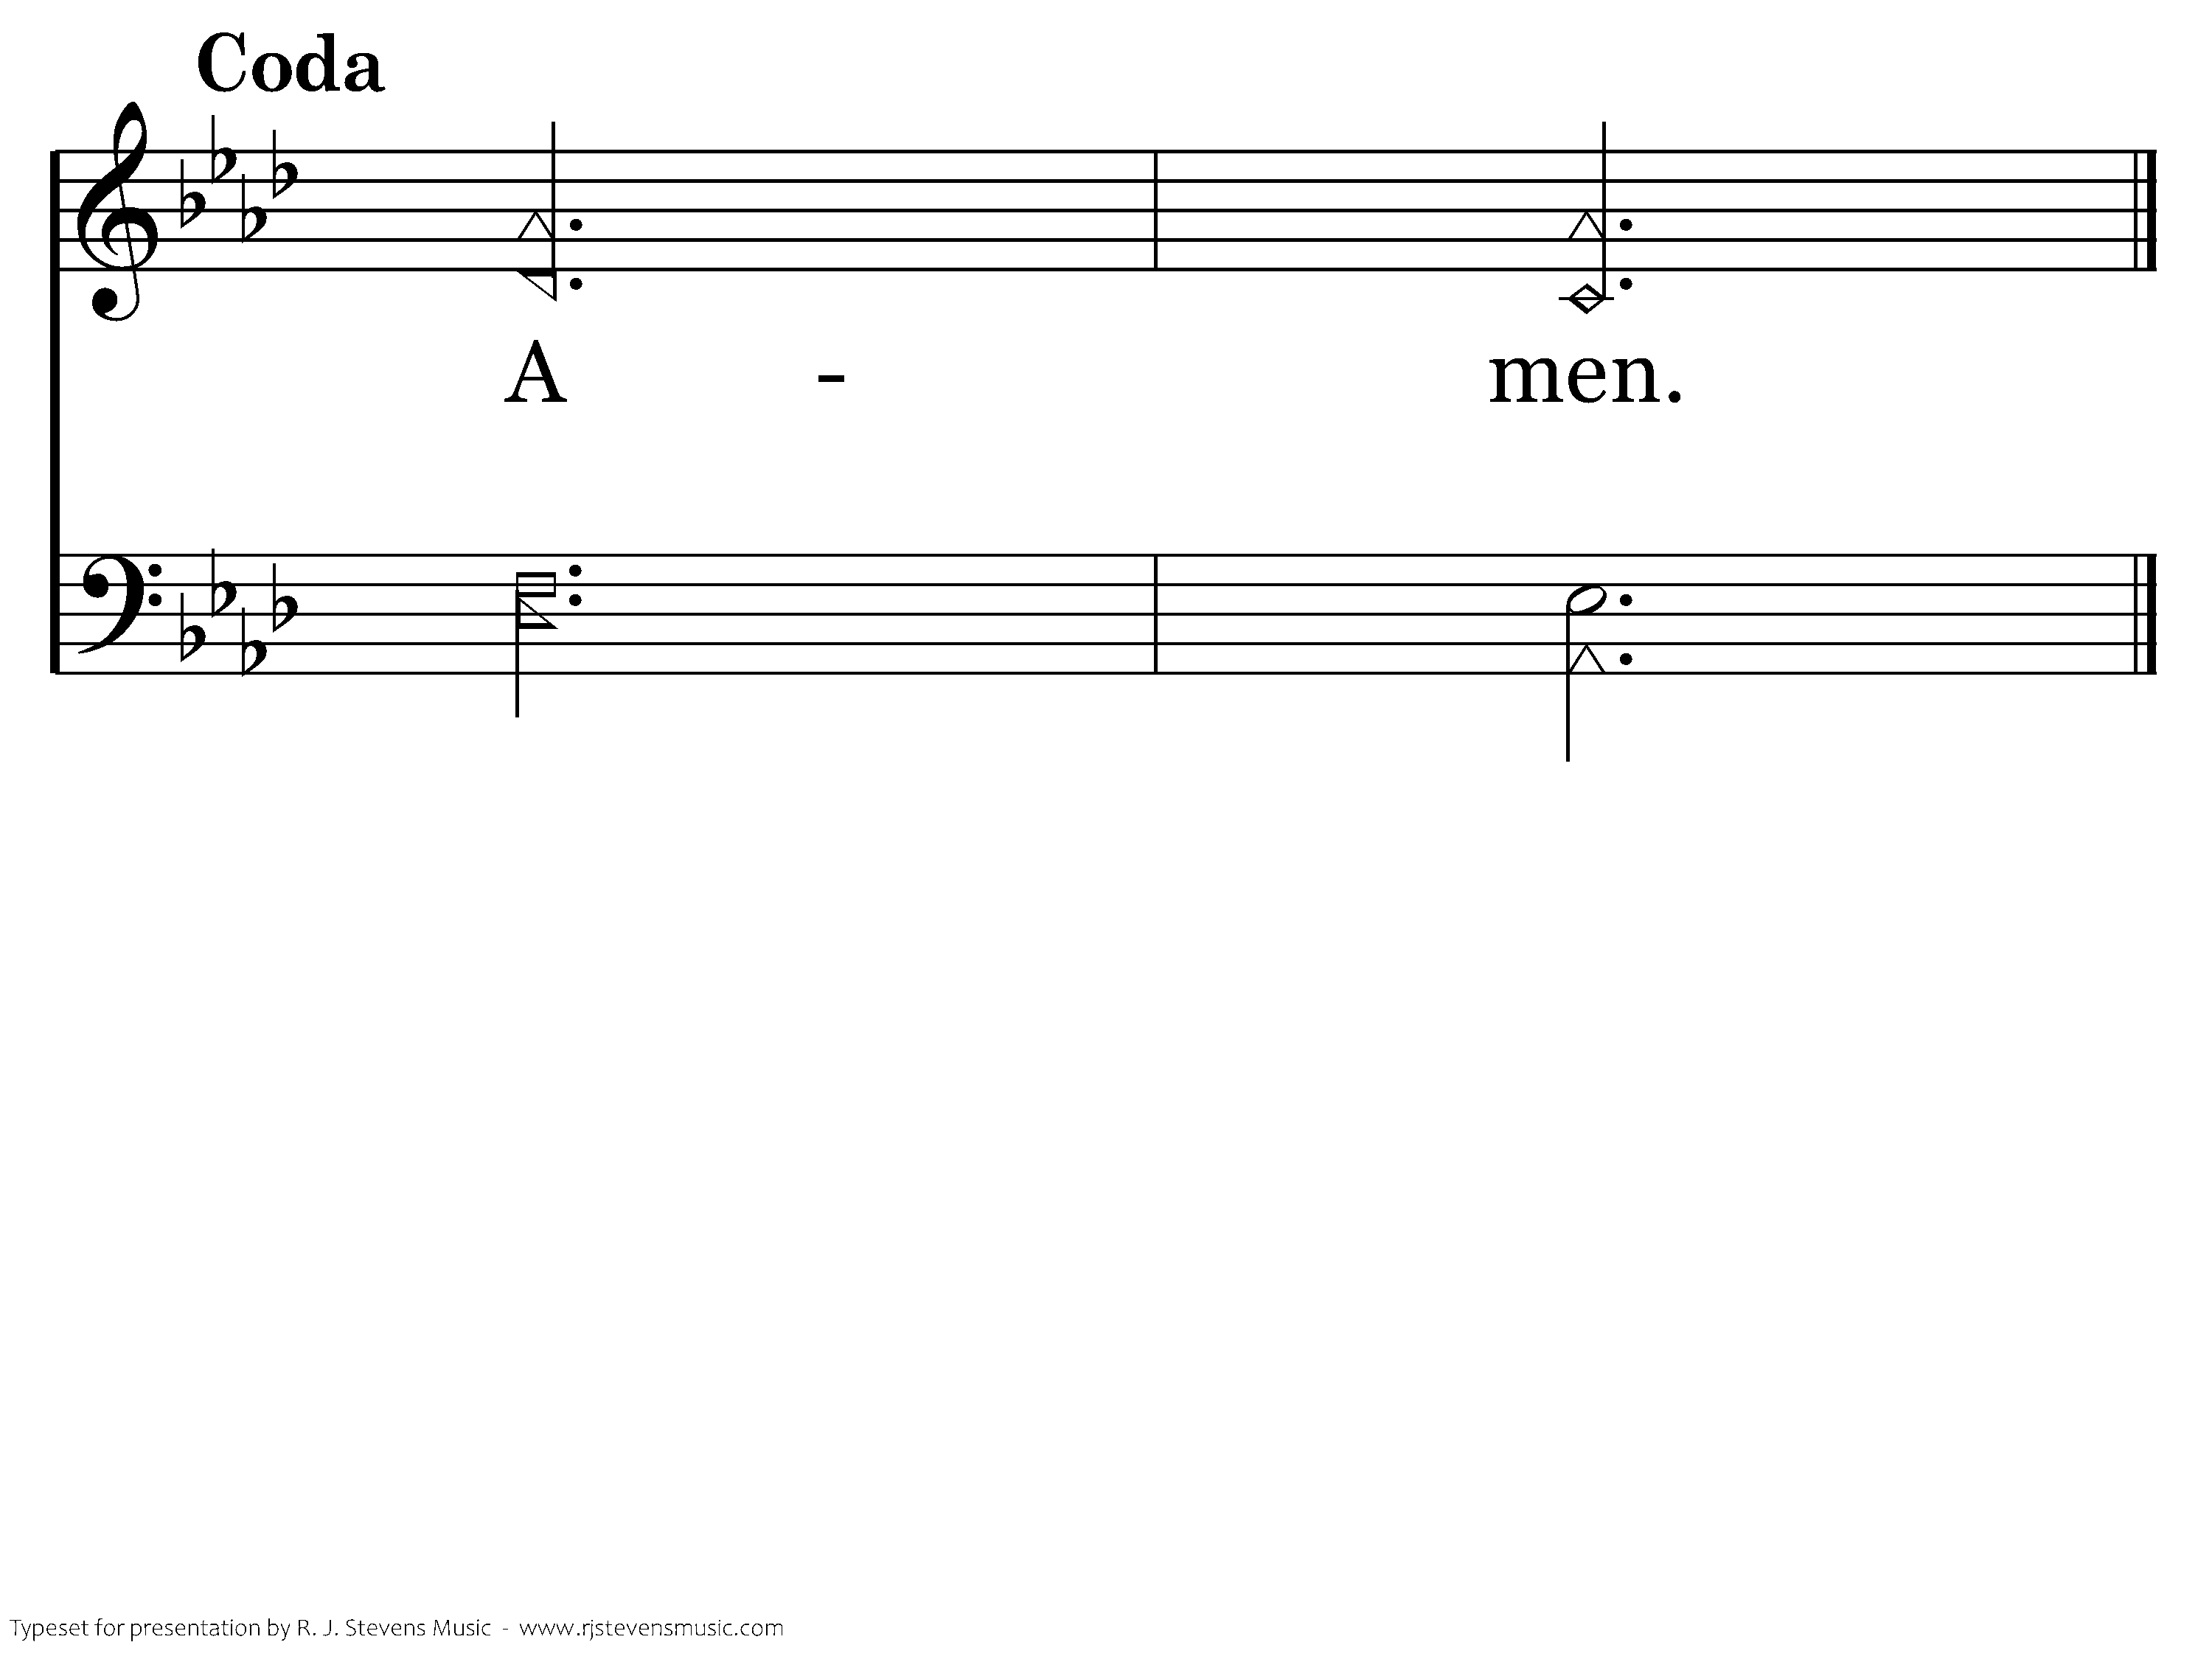 Coda
A - men.
Typeset for presentation by R. J. Stevens Music - www.rjstevensmusic.com